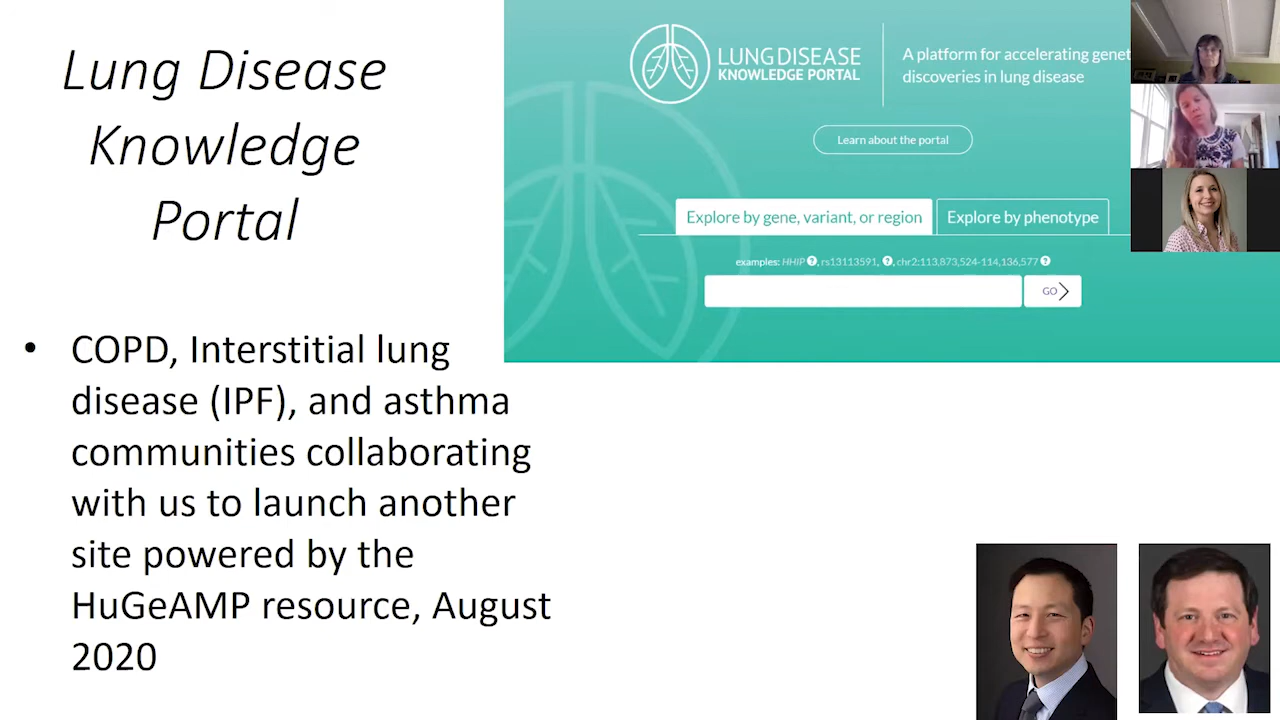 Lung Disease
Knowledge
Portal
• COPD, Interstitial lung
disease (IPF), and asthma
communities collaborating
with us to launch another
site powered by the
HuGeAMP resource, August
2020
LUNG DISEASE
KNOWLEDGE PORTAL
A platform for accelerating genet
discoveries in lung disease
Learn about the portal
Explore by gene, variant, or region
Explore by phenotype
examples: HHIP ?, rs13113591, ?, chr2:113,873,524-114,136,577 ?
GO